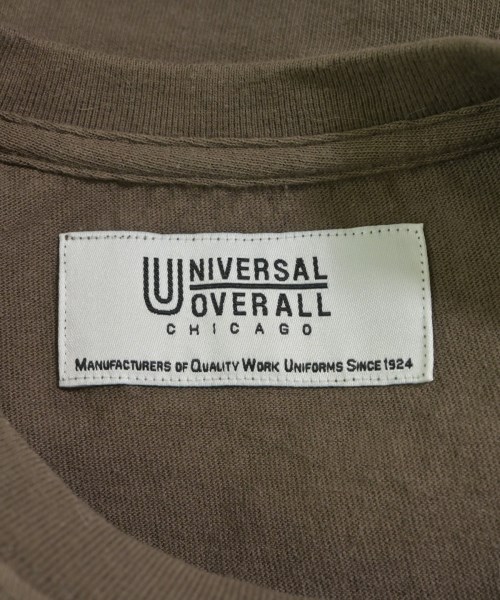 UNIVERSAL
OVERALL
CHICAGO
MANUFACTURERS OF QUALITY WORK UNIFORMS SINCE 1924